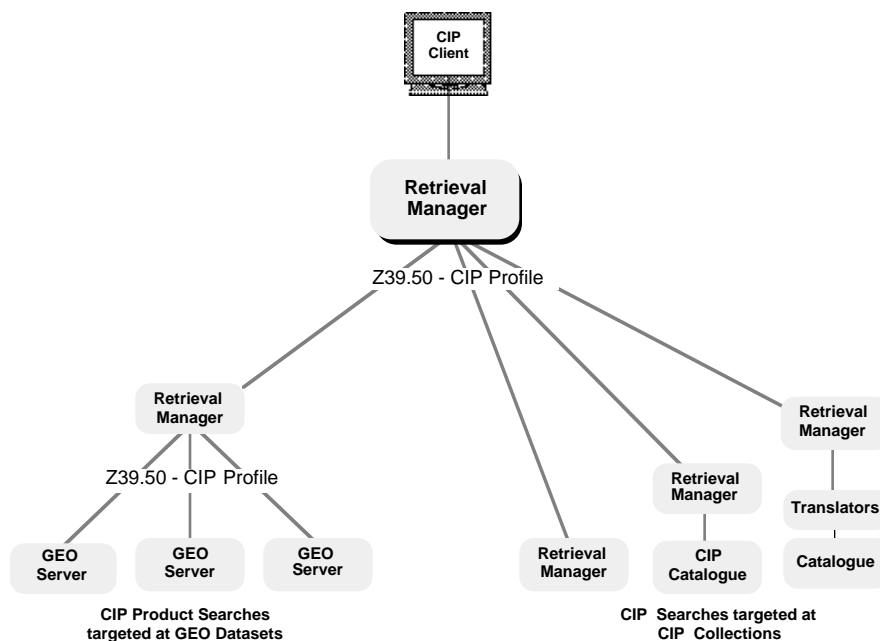 CIP
Client
Retrieval
Manager
Z39.50 - CIP Profile
Retrieval
Manager
Z39.50 - CIP Profile
GEO
Server
GEO
Server
GEO
Server
CIP Product Searches
targeted at GEO Datasets
Retrieval
Manager
Retrieval
Manager
CIP
Catalogue
Retrieval
Manager
Translators
Catalogue
CIP Searches targeted at
CIP Collections